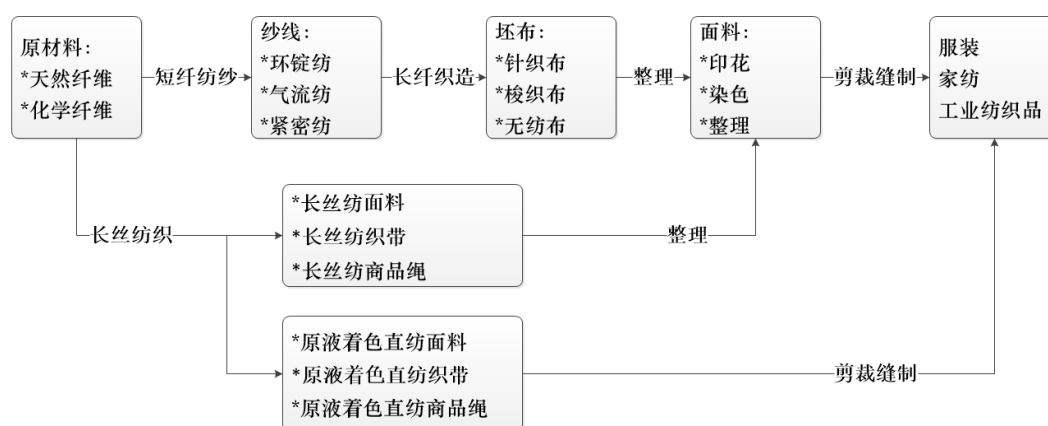 原材料:
*天然纤维
*化学纤维
短纤纺纱
纱线:
*环锭纺
*气流纺
*紧密纺
长纤织造
坯布:
*针织布
*梭织布
*无纺布
整理
面料:
*印花
*染色
*整理
剪裁缝制
服装
家纺
工业纺织品
长丝纺织
*长丝纺面料
*长丝纺织带
*长丝纺商品绳
整理
*原液着色直纺面料
*原液着色直纺织带
*原液着色直纺商品绳
剪裁缝制